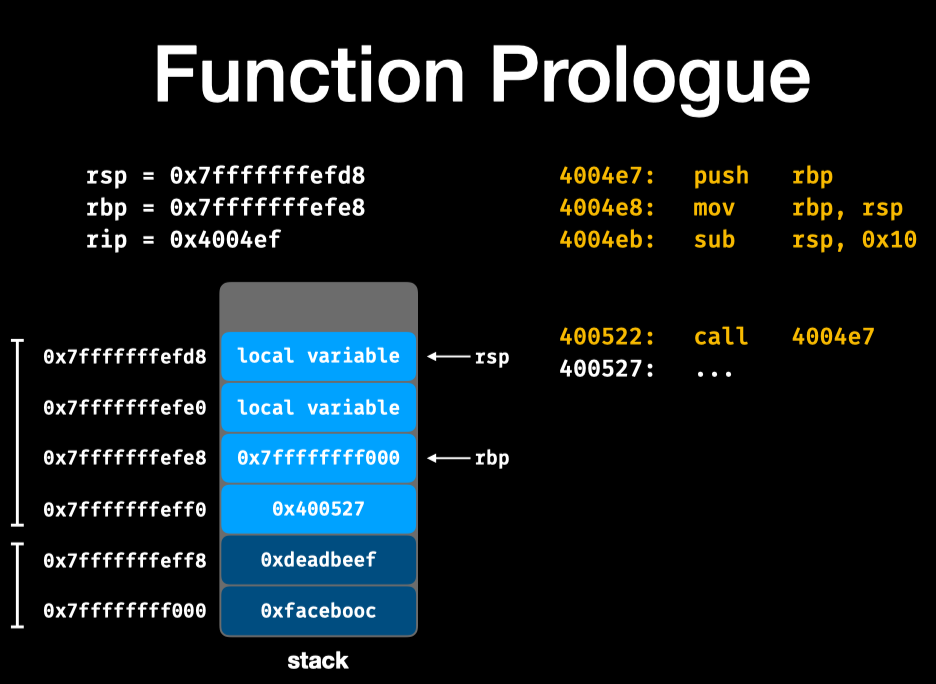 Function Prologue
rsp = 0x7fffffffefd8
rbp = 0x7fffffffefe8
rip = 0x4004ef
4004e7: push rbp
4004e8: mov rbp, rsp
4004eb: sub rsp, 0x10
400522: call 4004e7
400527: ...
0x7fffffffefd8 local variable rsp
0x7fffffffefe0 local variable
0x7fffffffefe8 0x7ffffffff000 rbp
0x7fffffffeff0 0x400527
0x7fffffffeff8 0xdeadbeef
0x7ffffffff000 0xfacebooc
stack